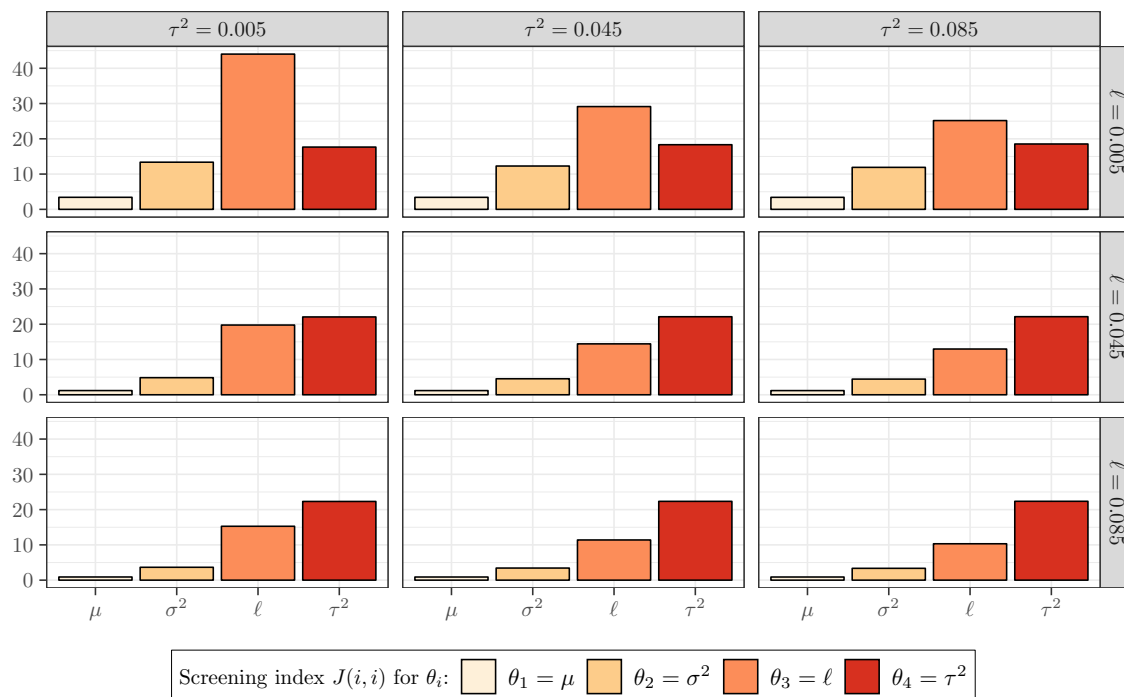 τ² = 0.005
τ² = 0.045
τ² = 0.085
40
30
20
10
0
ℓ = 0.005
40
30
20
10
0
ℓ = 0.045
40
30
20
10
0
ℓ = 0.085
μ σ² ℓ τ²
μ σ² ℓ τ²
μ σ² ℓ τ²
Screening index J(i, i) for θᵢ: θ₁ = μ θ₂ = σ² θ₃ = ℓ θ₄ = τ²